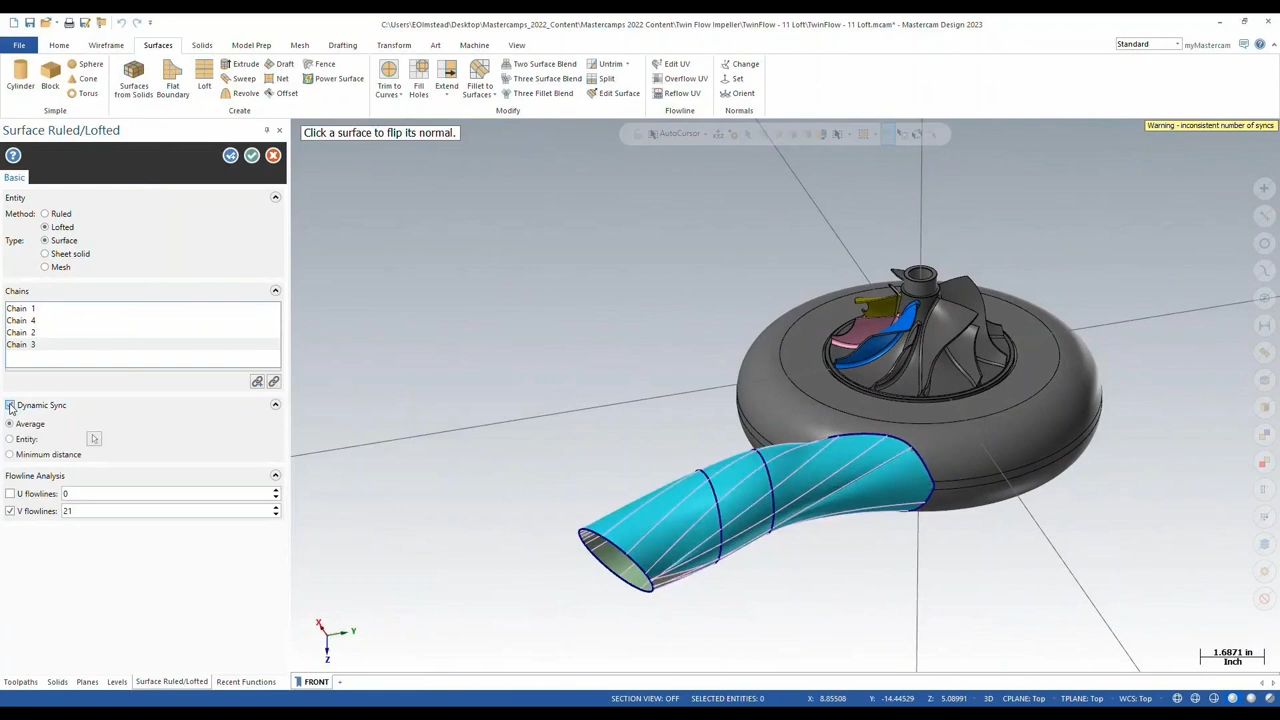 C:\Users\EOlmstead\Desktop\Mastercamps_2022_Content\Mastercamps 2022 Content\Twin Flow Impeller\TwinFlow - 11 Loft\TwinFlow - 11 Loft.mcam* - Mastercam Design 2023
File Home Wireframe Surfaces Solids Model Prep Mesh Drafting Transform Art Machine View
Standard myMastercam
Cylinder Block Sphere Cone Torus
Simple
Surfaces from Solids Flat Boundary Loft Extrude Sweep Revolve Draft Net Offset Fence Power Surface
Create
Trim to Curves Fill Holes Extend Fillet to Surfaces Two Surface Blend Three Surface Blend Three Fillet Blend Untrim Split Edit Surface
Modify
Edit UV Overflow UV Reflow UV
Flowline
Change Set Orient
Normals
Surface Ruled/Lofted
Basic
Entity
Method: Ruled
Lofted
Type: Surface
Sheet solid
Mesh
Chains
Chain 1
Chain 4
Chain 2
Chain 3
Dynamic Sync
Average
Entity:
Minimum distance
Flowline Analysis
U flowlines: 0
V flowlines: 21
Click a surface to flip its normal.
AutoCursor
Warning - inconsistent number of syncs
X
Y
Z
1.6871 in
Inch
Toolpaths Solids Planes Levels Surface Ruled/Lofted Recent Functions
FRONT +
SECTION VIEW: OFF SELECTED ENTITIES: 0 X: 8.85508 Y: -14.44529 Z: 5.08991 3D CPLANE: Top TPLANE: Top WCS: Top